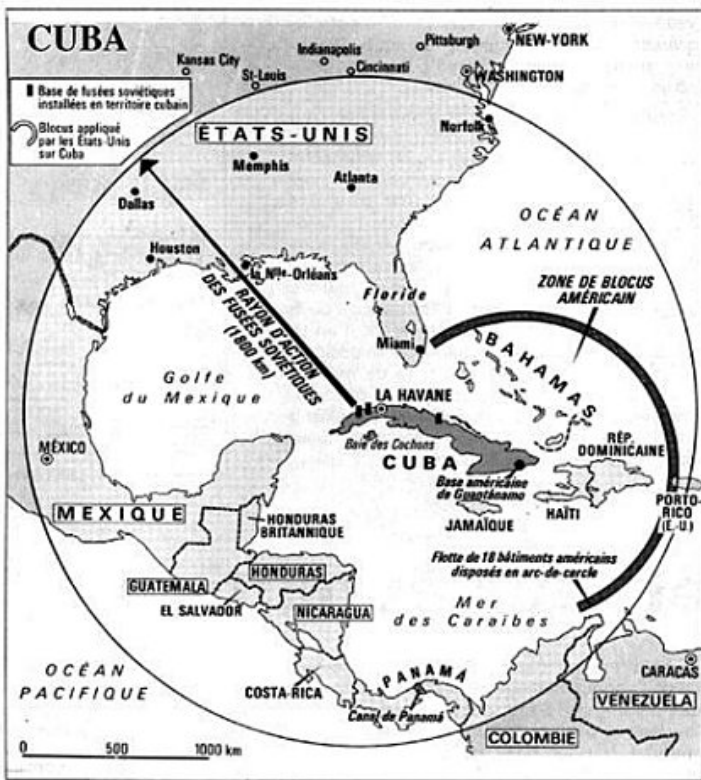 CUBA
Base de fusées soviétiques
installées en territoire cubain
Blocus appliqué
par les États-Unis
sur Cuba
Kansas City
St-Louis
Indianapolis
Cincinnati
Pittsburgh
NEW-YORK
WASHINGTON
Norfolk
ÉTATS-UNIS
Memphis
Atlanta
Dallas
Houston
la Nlle-Orléans
RAYON D'ACTION
DES FUSÉES SOVIÉTIQUES
(1 800 km)
Floride
Miami
OCÉAN
ATLANTIQUE
ZONE DE BLOCUS
AMÉRICAIN
BAHAMAS
Golfe
du Mexique
LA HAVANE
Baie des Cochons
CUBA
Base américaine
de Guantánamo
RÉP.
DOMINICAINE
HAÏTI
JAMAÏQUE
PORTO-
RICO
(E.-U.)
MÉXICO
MEXIQUE
HONDURAS
BRITANNIQUE
GUATEMALA
HONDURAS
EL SALVADOR
NICARAGUA
Flotte de 18 bâtiments américains
disposés en arc-de-cercle
Mer
des Caraïbes
OCÉAN
PACIFIQUE
COSTA-RICA
PANAMÁ
Canal de Panamá
CARACAS
VENEZUELA
COLOMBIE
0 500 1000 km